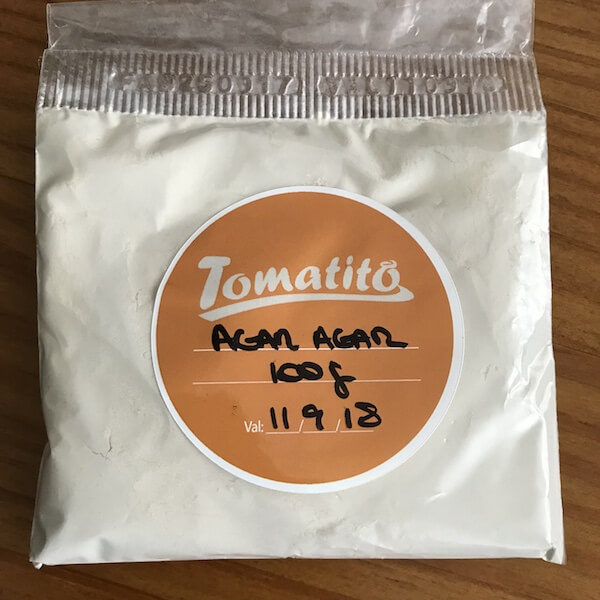 Tomatito
AGAR AGAR
100g
Val: 11/9/18